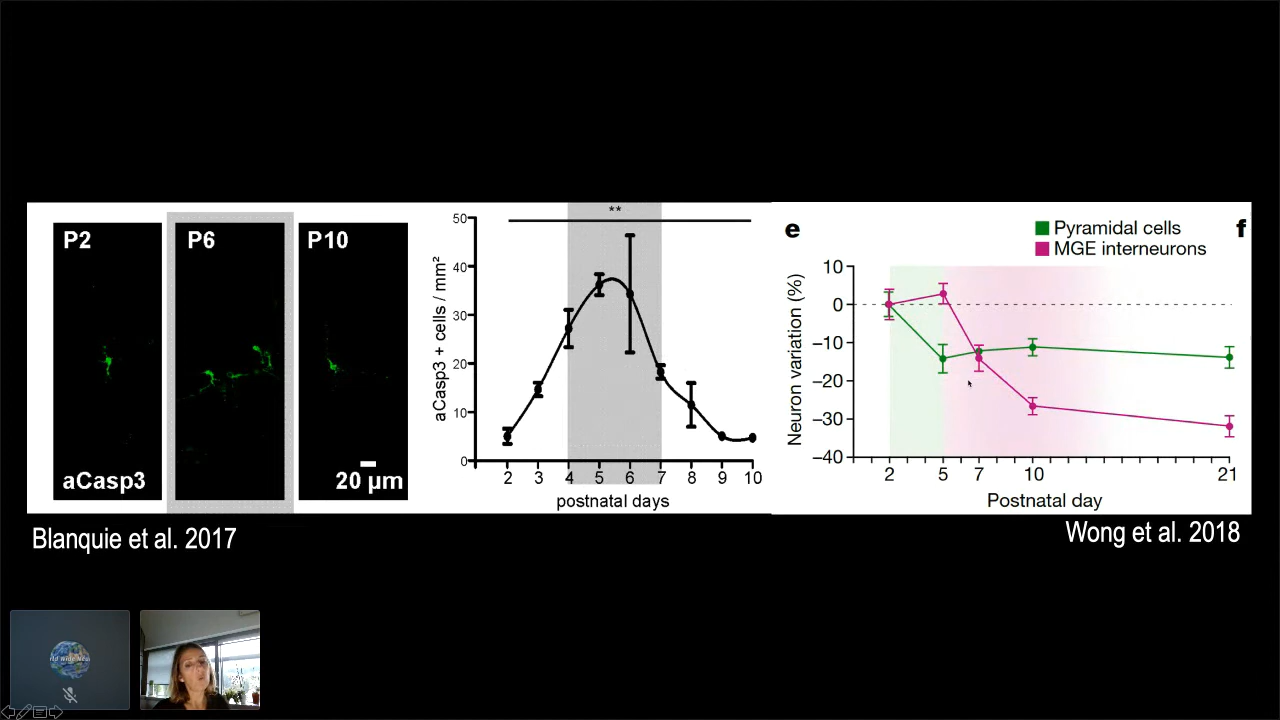 P2
P6
P10
aCasp3
20 µm
**
aCasp3 + cells / mm²
50
40
30
20
10
0
2 3 4 5 6 7 8 9 10
postnatal days
e
f
Pyramidal cells
MGE interneurons
Neuron variation (%)
10
0
−10
−20
−30
−40
2 5 7 10 21
Postnatal day
Blanquie et al. 2017
Wong et al. 2018